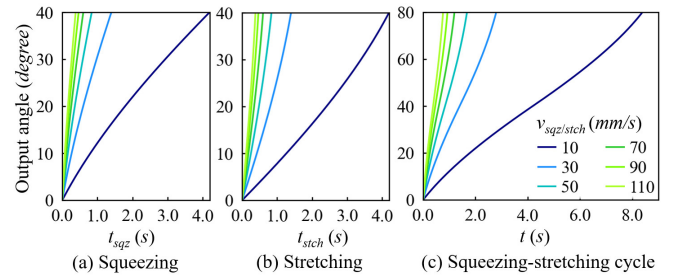 Output angle (degree)
40
30
20
10
0
0.0 1.0 2.0 3.0 4.0
t_sqz (s)
(a) Squeezing
40
30
20
10
0
0.0 1.0 2.0 3.0 4.0
t_stch (s)
(b) Stretching
80
60
40
20
0
0.0 2.0 4.0 6.0 8.0
t (s)
(c) Squeezing-stretching cycle
v_sqz/stch (mm/s)
10 70
30 90
50 110